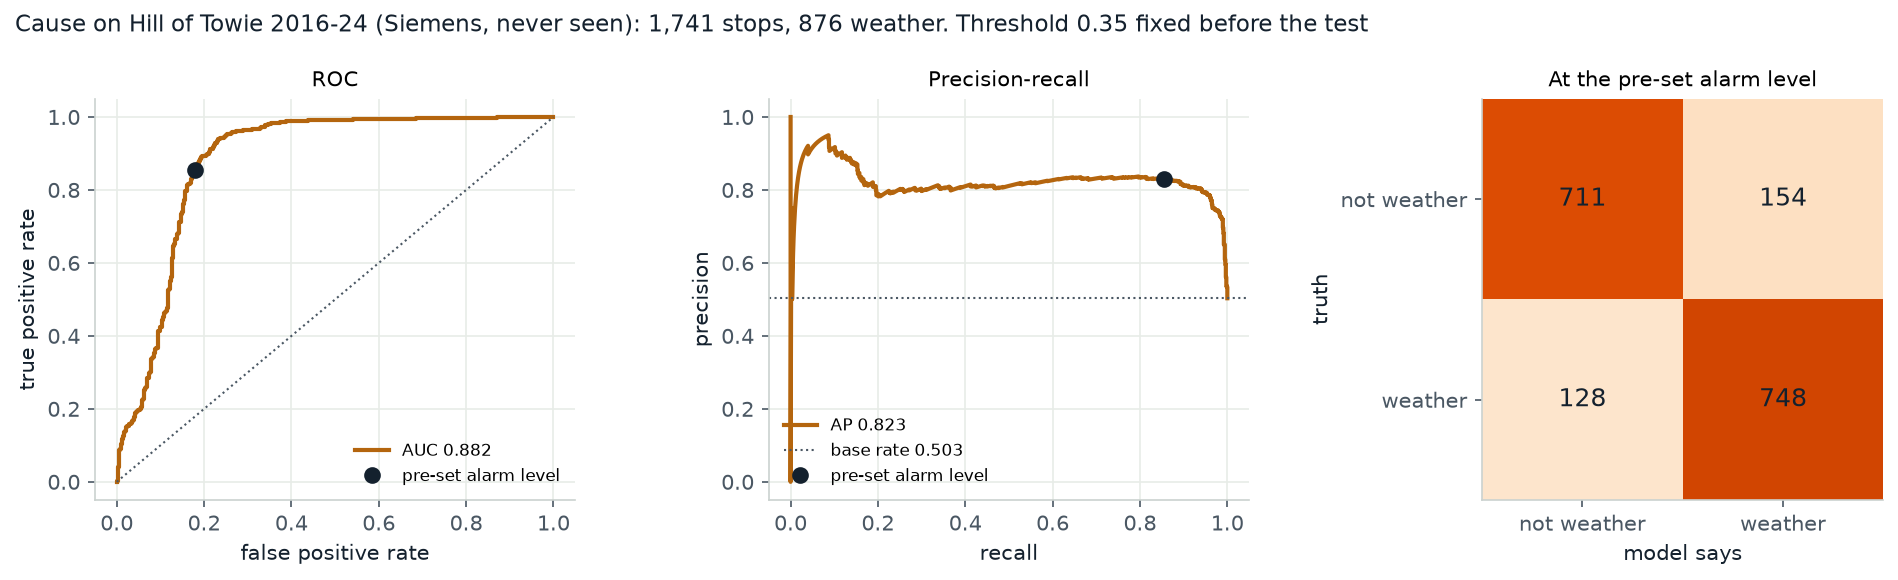 Cause on Hill of Towie 2016-24 (Siemens, never seen): 1,741 stops, 876 weather. Threshold 0.35 fixed before the test
ROC
1.0
0.8
0.6
0.4
0.2
0.0
true positive rate
AUC 0.882
pre-set alarm level
0.0 0.2 0.4 0.6 0.8 1.0
false positive rate
Precision-recall
1.0
0.8
0.6
0.4
0.2
0.0
precision
AP 0.823
base rate 0.503
pre-set alarm level
0.0 0.2 0.4 0.6 0.8 1.0
recall
At the pre-set alarm level
not weather 711 154
truth
weather 128 748
not weather weather
model says